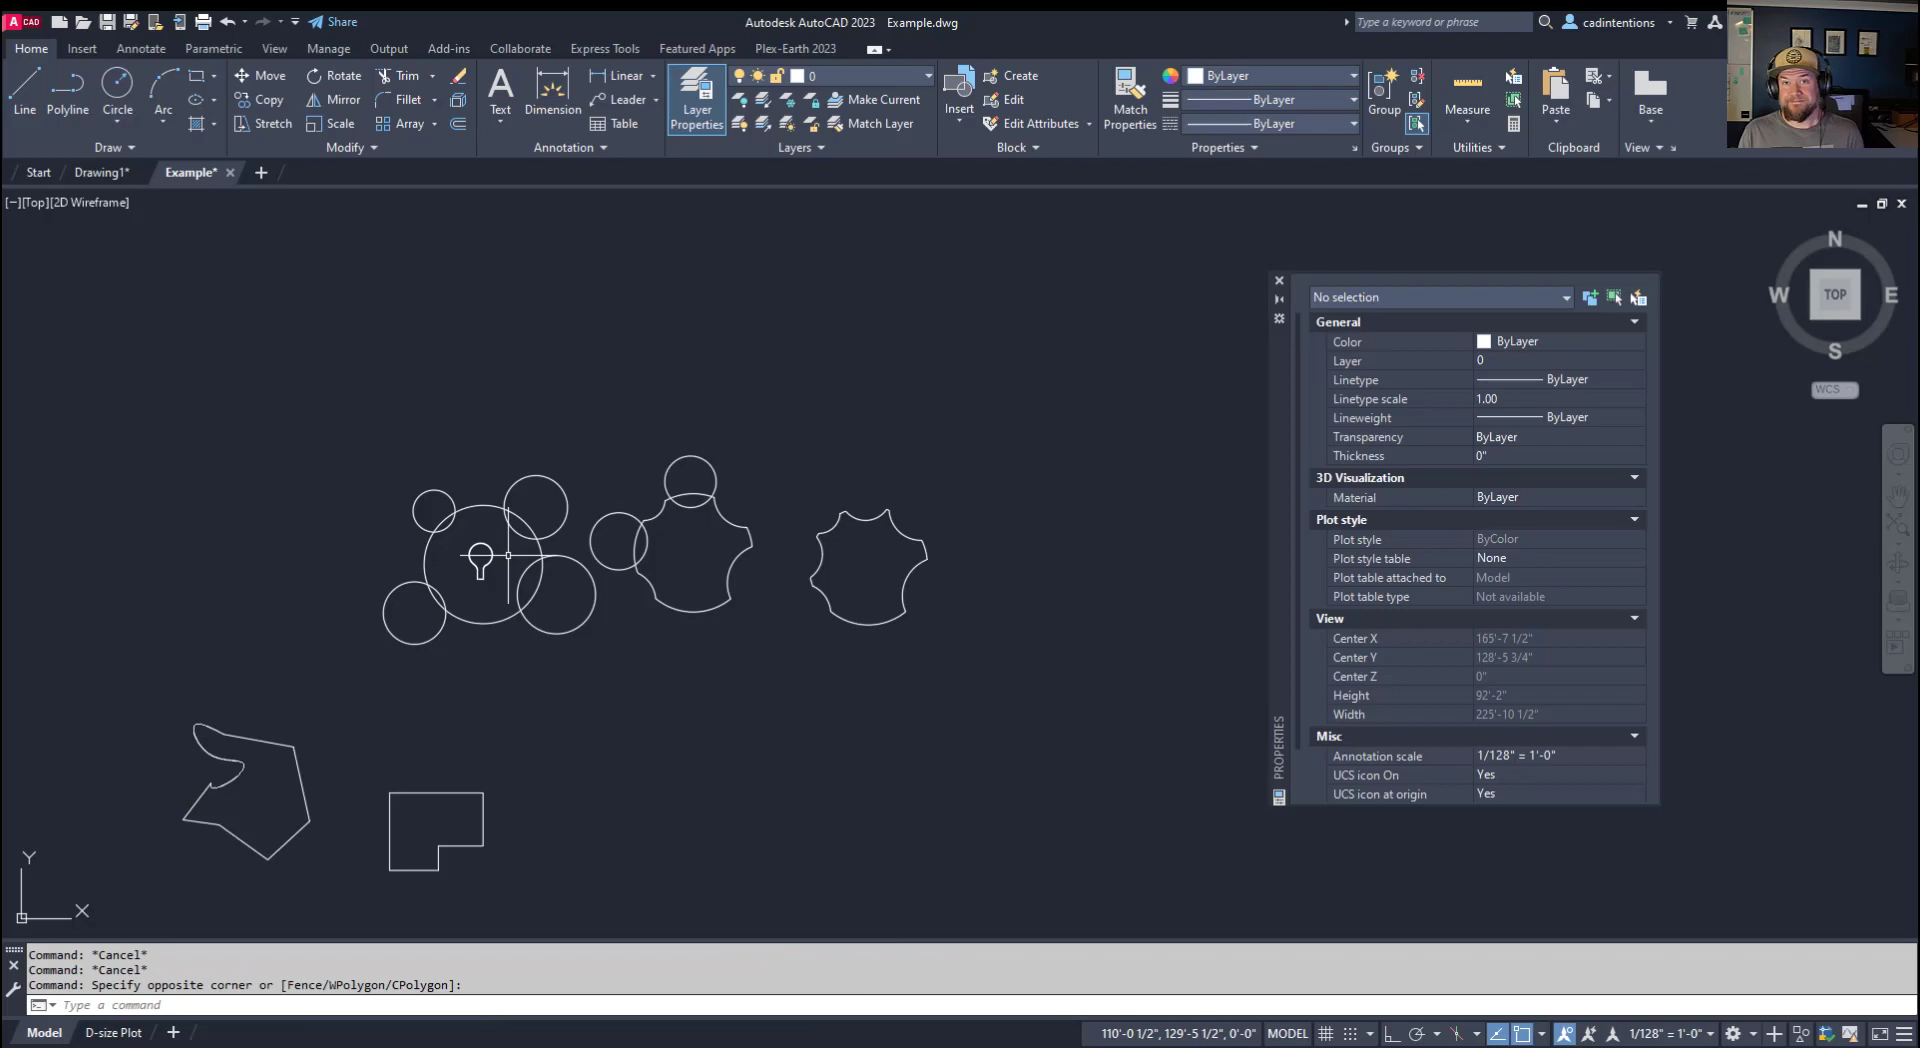 A CAD
Share
Autodesk AutoCAD 2023 Example.dwg
Type a keyword or phrase
cadintentions
Home Insert Annotate Parametric View Manage Output Add-ins Collaborate Express Tools Featured Apps Plex-Earth 2023
Line Polyline Circle Arc
Move Rotate Trim
Copy Mirror Fillet
Stretch Scale Array
Text Dimension
Linear
Leader
Table
Layer Properties
0
Make Current
Match Layer
Insert
Create
Edit
Edit Attributes
Match Properties
ByLayer
ByLayer
ByLayer
Group
Measure
Paste
Base
Draw Modify Annotation Layers Block Properties Groups Utilities Clipboard View
Start Drawing1* Example*
[−][Top][2D Wireframe]
N
W TOP E
S
WCS
No selection
General
Color ByLayer
Layer 0
Linetype ByLayer
Linetype scale 1.00
Lineweight ByLayer
Transparency ByLayer
Thickness 0"
3D Visualization
Material ByLayer
Plot style
Plot style ByColor
Plot style table None
Plot table attached to Model
Plot table type Not available
View
Center X 165'-7 1/2"
Center Y 128'-5 3/4"
Center Z 0"
Height 92'-2"
Width 225'-10 1/2"
Misc
Annotation scale 1/128" = 1'-0"
UCS icon On Yes
UCS icon at origin Yes
PROPERTIES
Y
X
Command: *Cancel*
Command: *Cancel*
Command: Specify opposite corner or [Fence/WPolygon/CPolygon]:
Type a command
Model D-size Plot
110'-0 1/2", 129'-5 1/2", 0'-0" MODEL 1/128" = 1'-0"